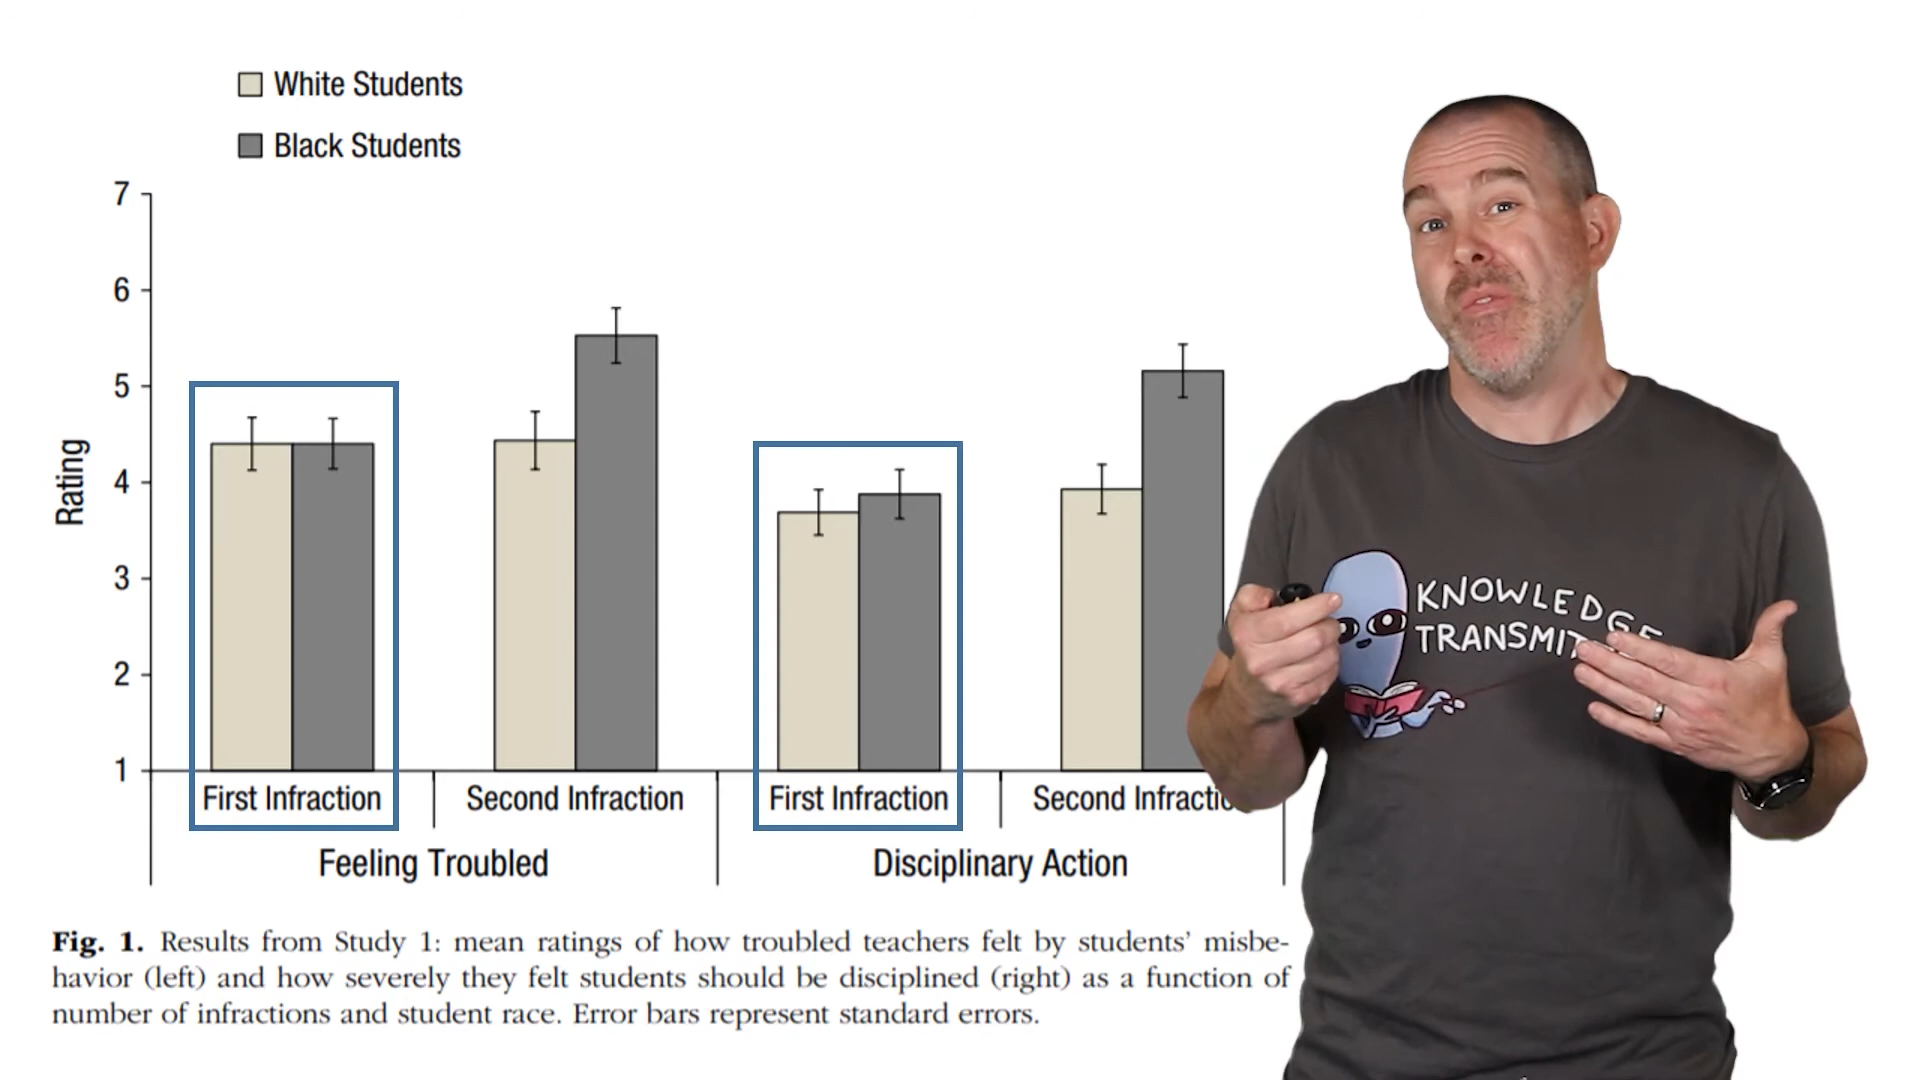 White Students
Black Students
7
6
5
4
3
2
1
Rating
First Infraction
Second Infraction
First Infraction
Second Infractio
Feeling Troubled
Disciplinary Action
Fig. 1. Results from Study 1: mean ratings of how troubled teachers felt by students' misbe-
havior (left) and how severely they felt students should be disciplined (right) as a function of
number of infractions and student race. Error bars represent standard errors.
KNOWLEDGE
TRANSMIT